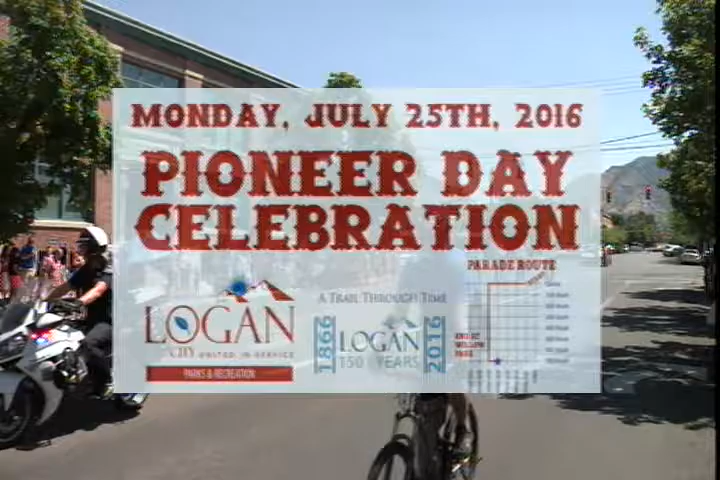 MONDAY, JULY 25TH, 2016
PIONEER DAY
CELEBRATION
PARADE ROUTE
LOGAN
CITY UNITED IN SERVICE
PARKS & RECREATION
A TRAIL THROUGH TIME
1866
LOGAN
150 YEARS
2016